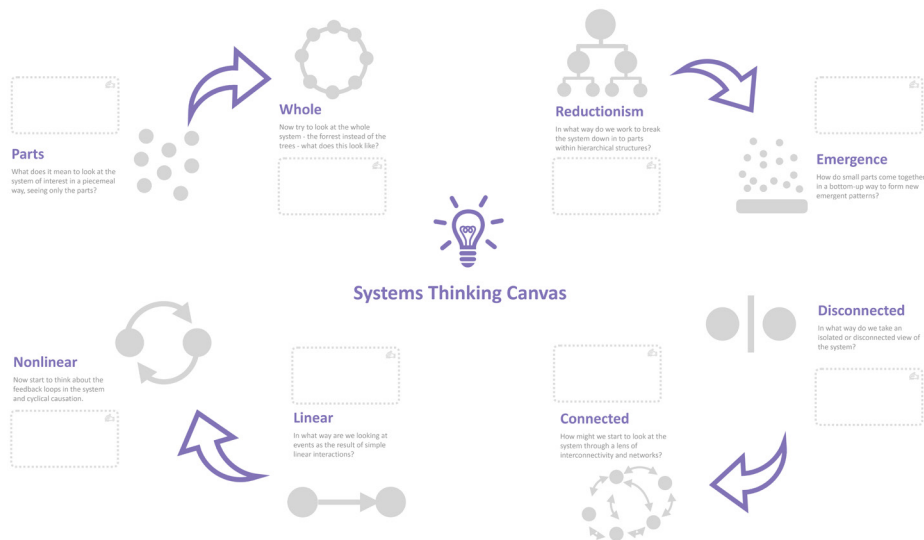 Whole
Now try to look at the whole
system - the forrest instead of the
trees - what does this look like?
Parts
What does it mean to look at the
system of interest in a piecemeal
way, seeing only the parts?
Reductionism
In what way do we work to break
the system down in to parts
within hierarchical structures?
Emergence
How do small parts come together
in a bottom-up way to form new
emergent patterns?
Systems Thinking Canvas
Nonlinear
Now start to think about the
feedback loops in the system
and cyclical causation.
Linear
In what way are we looking at
events as the result of simple
linear interactions?
Connected
How might we start to look at the
system through a lens of
interconnectivity and networks?
Disconnected
In what way do we take an
isolated or disconnected view of
the system?